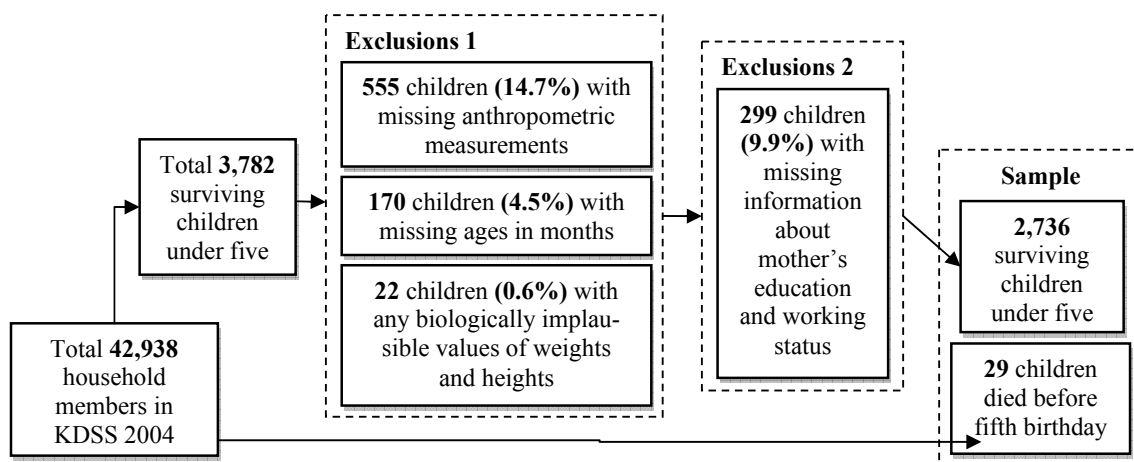 Total 42,938
household
members in
KDSS 2004
Total 3,782
surviving
children
under five
Exclusions 1
555 children (14.7%) with
missing anthropometric
measurements
170 children (4.5%) with
missing ages in months
22 children (0.6%) with
any biologically implau-
sible values of weights
and heights
Exclusions 2
299 children
(9.9%) with
missing
information
about
mother’s
education
and working
status
Sample
2,736
surviving
children
under five
29 children
died before
fifth birthday